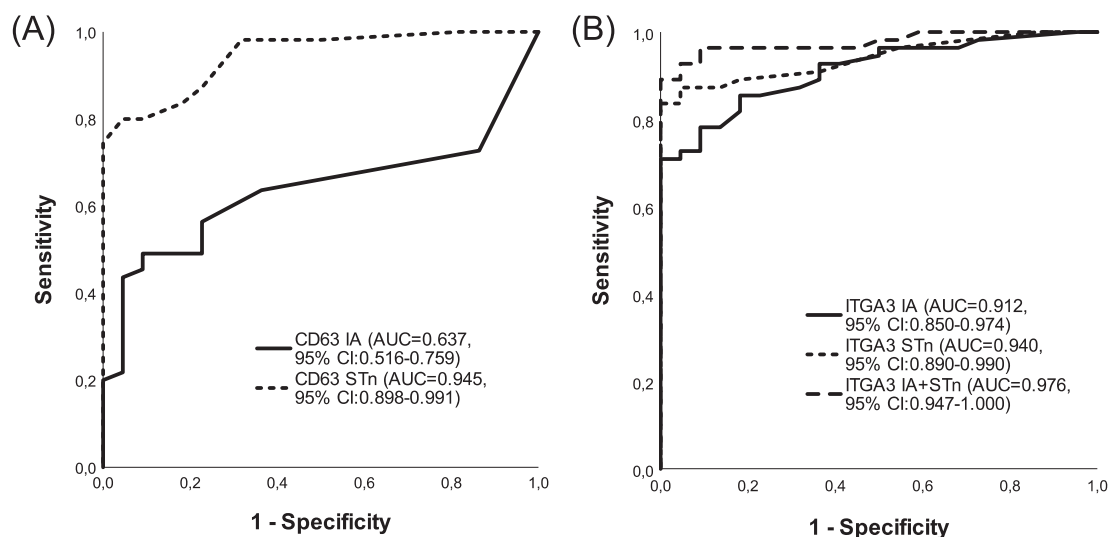 (A)
1,0
0,8
0,6
0,4
0,2
0,0
Sensitivity
CD63 IA (AUC=0.637,
95% CI:0.516-0.759)
CD63 STn (AUC=0.945,
95% CI:0.898-0.991)
0,0 0,2 0,4 0,6 0,8 1,0
1 - Specificity
(B)
1,0
0,8
0,6
0,4
0,2
0,0
Sensitivity
ITGA3 IA (AUC=0.912,
95% CI:0.850-0.974)
ITGA3 STn (AUC=0.940,
95% CI:0.890-0.990)
ITGA3 IA+STn (AUC=0.976,
95% CI:0.947-1.000)
0,0 0,2 0,4 0,6 0,8 1,0
1 - Specificity